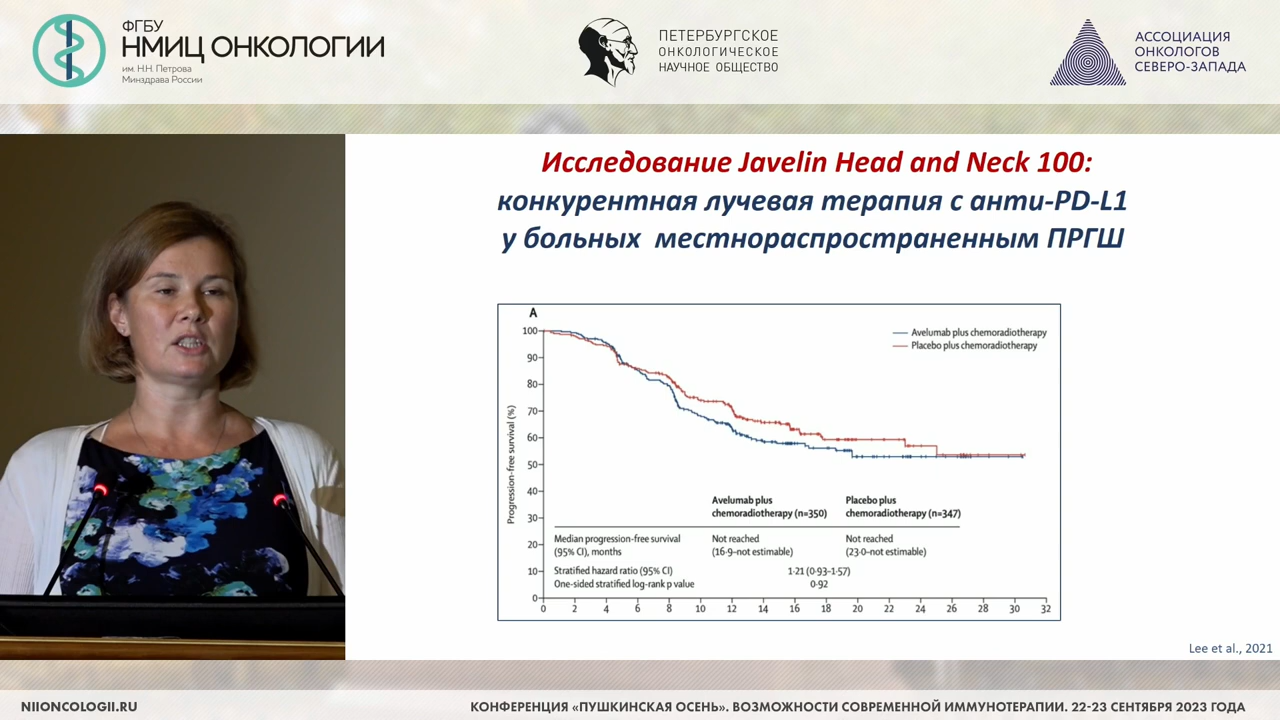 ФГБУ
НМИЦ ОНКОЛОГИИ
им. Н.Н. Петрова
Минздрава России
ПЕТЕРБУРГСКОЕ
ОНКОЛОГИЧЕСКОЕ
НАУЧНОЕ ОБЩЕСТВО
АССОЦИАЦИЯ
ОНКОЛОГОВ
СЕВЕРО-ЗАПАДА
Исследование Javelin Head and Neck 100:
конкурентная лучевая терапия с анти-PD-L1
у больных местнораспространенным ПРГШ
A
Avelumab plus chemoradiotherapy
Placebo plus chemoradiotherapy
Progression-free survival (%)
100
90
80
70
60
50
40
30
20
10
0
Avelumab plus chemoradiotherapy (n=350)
Placebo plus chemoradiotherapy (n=347)
Median progression-free survival (95% CI), months
Not reached (16·9–not estimable)
Not reached (23·0–not estimable)
Stratified hazard ratio (95% CI)
1·21 (0·93–1·57)
One-sided stratified log-rank p value
0·92
0 2 4 6 8 10 12 14 16 18 20 22 24 26 28 30 32
Lee et al., 2021
NIIONCOLOGII.RU
КОНФЕРЕНЦИЯ «ПУШКИНСКАЯ ОСЕНЬ». ВОЗМОЖНОСТИ СОВРЕМЕННОЙ ИММУНОТЕРАПИИ. 22-23 СЕНТЯБРЯ 2023 ГОДА